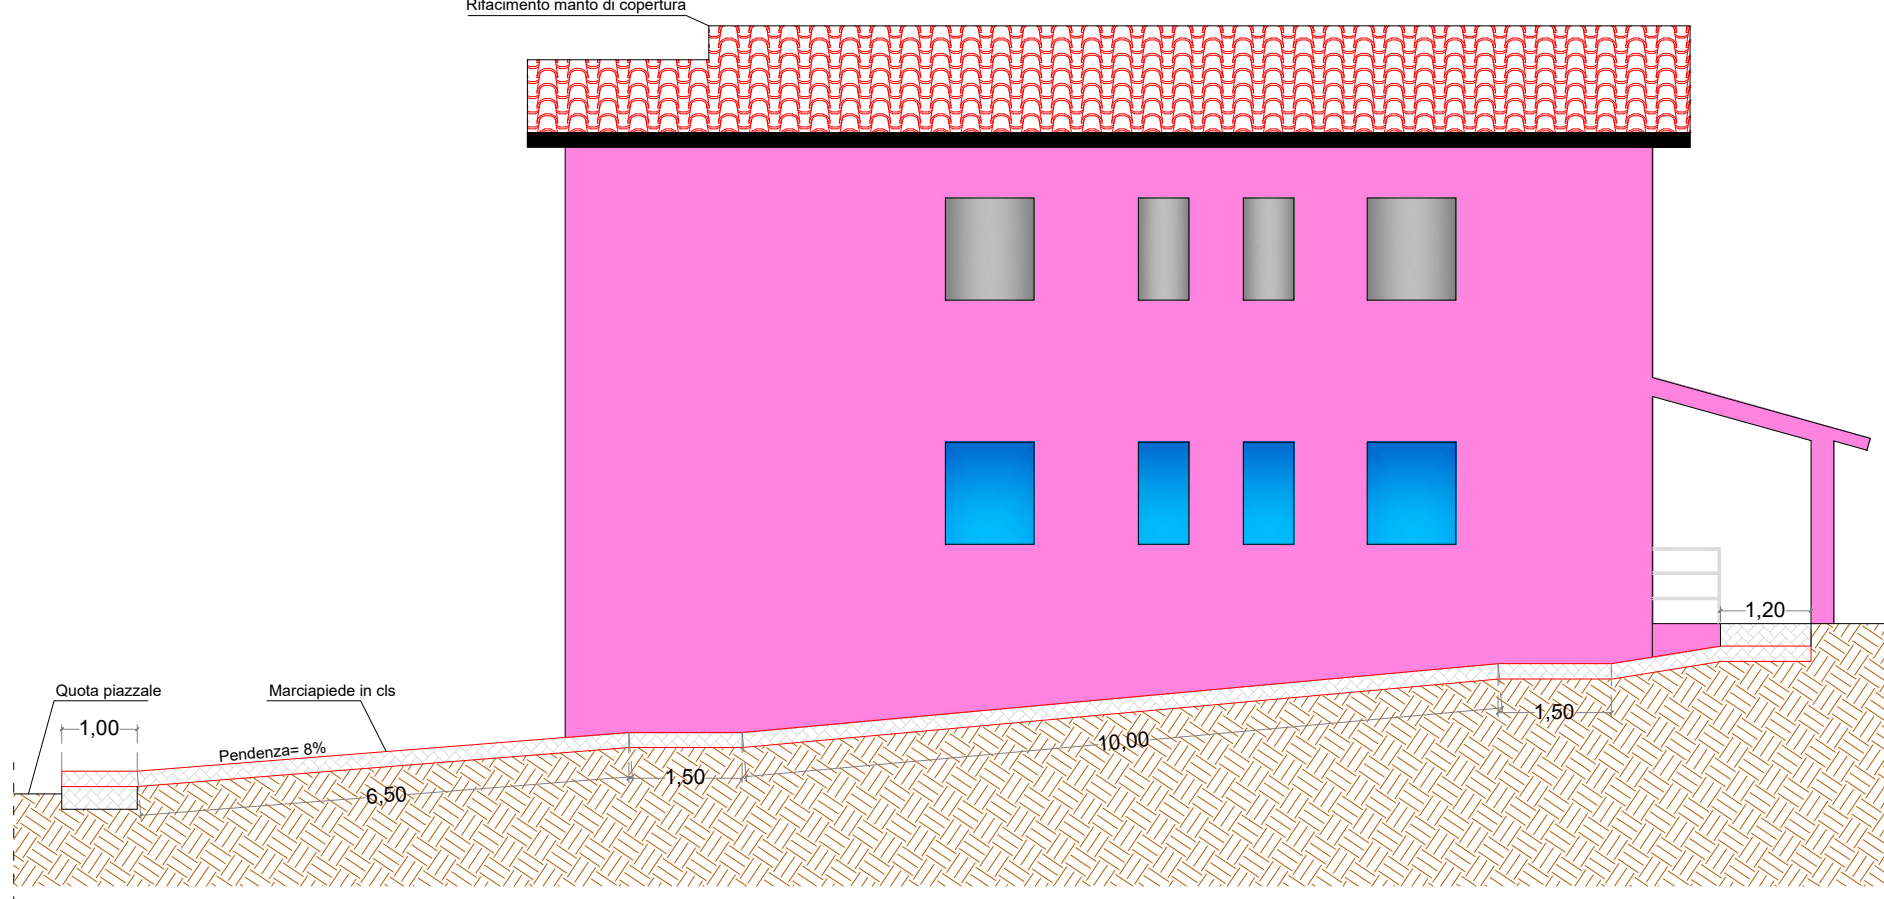 Rifacimento manto di copertura
1,20
Quota piazzale
Marciapiede in cls
1,00
1,50
Pendenza= 8%
10,00
1,50
6,50